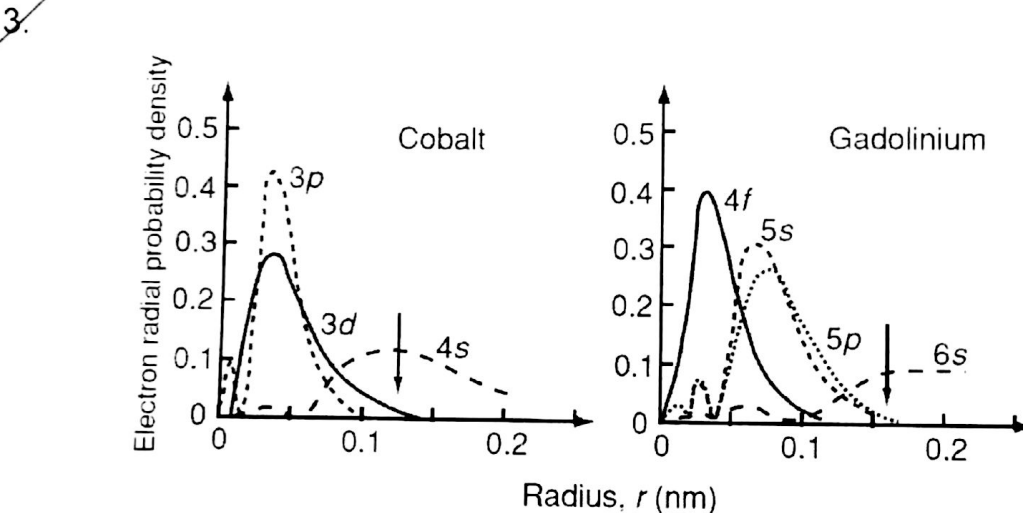 3.
Electron radial probability density
Cobalt
0.5
0.4
0.3
0.2
0.1
0
3p
3d
4s
0
0.1
0.2
Gadolinium
0.5
0.4
0.3
0.2
0.1
0
4f
5s
5p
6s
0
0.1
0.2
Radius, r (nm)